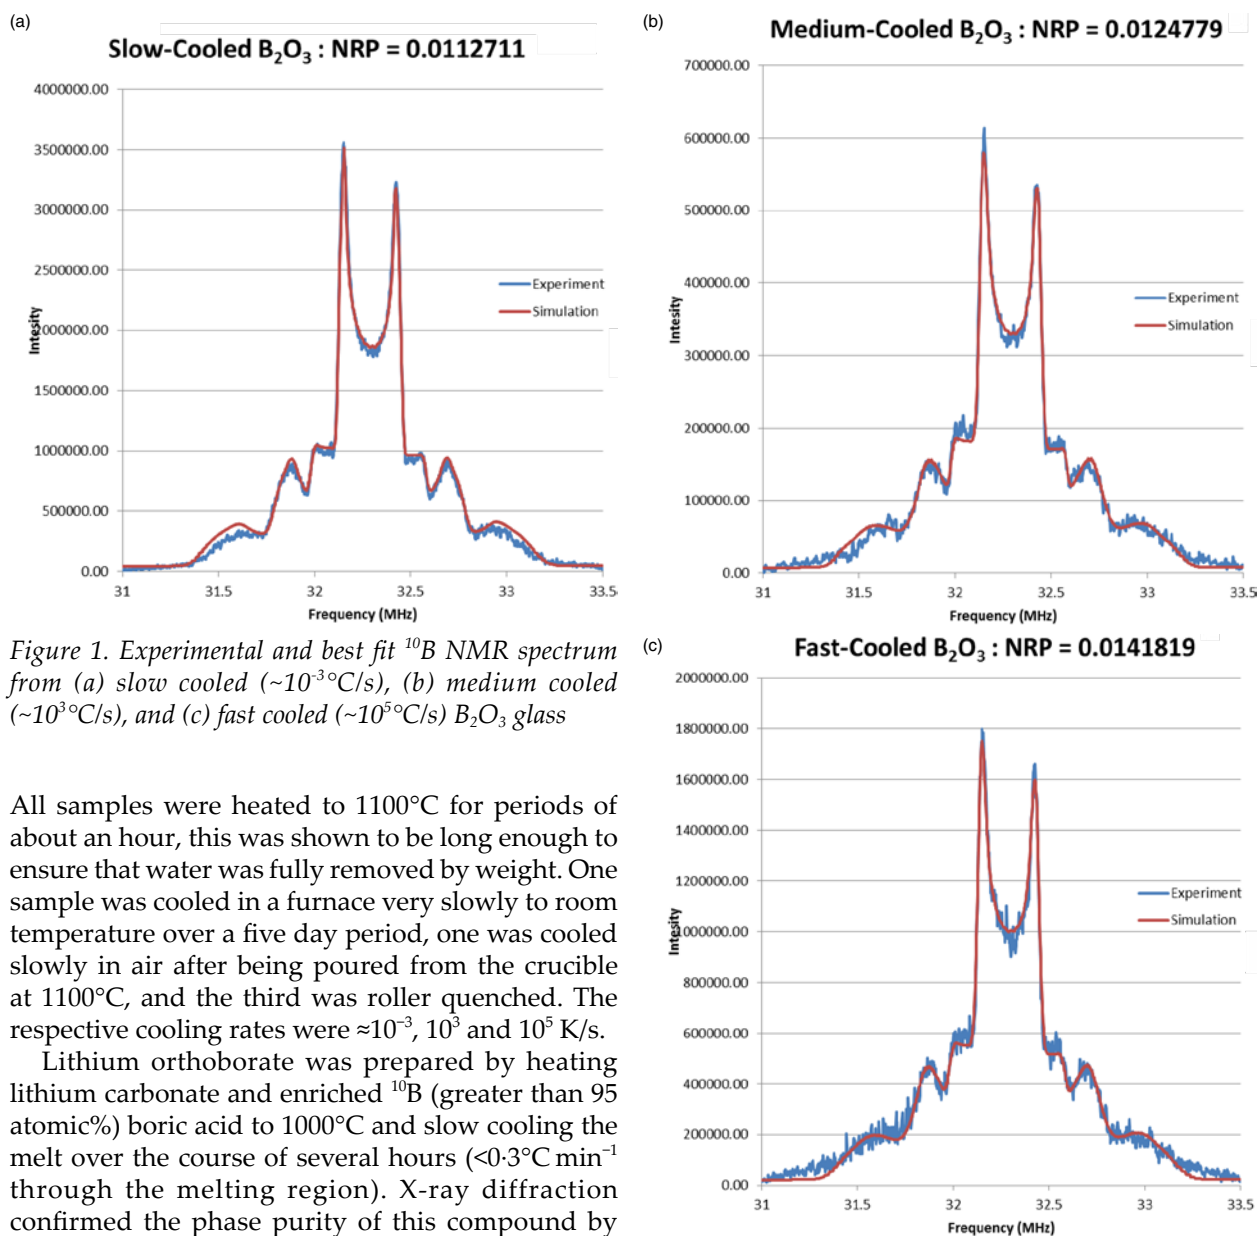 (a)
Slow-Cooled B₂O₃ : NRP = 0.0112711
4000000.00
3500000.00
3000000.00
2500000.00
2000000.00
1500000.00
1000000.00
500000.00
0.00
Intesity
Experiment
Simulation
31
31.5
32
32.5
33
33.5
Frequency (MHz)
(b)
Medium-Cooled B₂O₃ : NRP = 0.0124779
700000.00
600000.00
500000.00
400000.00
300000.00
200000.00
100000.00
0.00
Intesity
Experiment
Simulation
31
31.5
32
32.5
33
33.5
Frequency (MHz)
Figure 1. Experimental and best fit ¹⁰B NMR spectrum
from (a) slow cooled (~10⁻³°C/s), (b) medium cooled
(~10³°C/s), and (c) fast cooled (~10⁵°C/s) B₂O₃ glass
(c)
Fast-Cooled B₂O₃ : NRP = 0.0141819
2000000.00
1800000.00
1600000.00
1400000.00
1200000.00
1000000.00
800000.00
600000.00
400000.00
200000.00
0.00
Intesity
Experiment
Simulation
31
31.5
32
32.5
33
33.5
Frequency (MHz)
All samples were heated to 1100°C for periods of
about an hour, this was shown to be long enough to
ensure that water was fully removed by weight. One
sample was cooled in a furnace very slowly to room
temperature over a five day period, one was cooled
slowly in air after being poured from the crucible
at 1100°C, and the third was roller quenched. The
respective cooling rates were ≈10⁻³, 10³ and 10⁵ K/s.
Lithium orthoborate was prepared by heating
lithium carbonate and enriched ¹⁰B (greater than 95
atomic%) boric acid to 1000°C and slow cooling the
melt over the course of several hours (<0·3°C min⁻¹
through the melting region). X-ray diffraction
confirmed the phase purity of this compound by